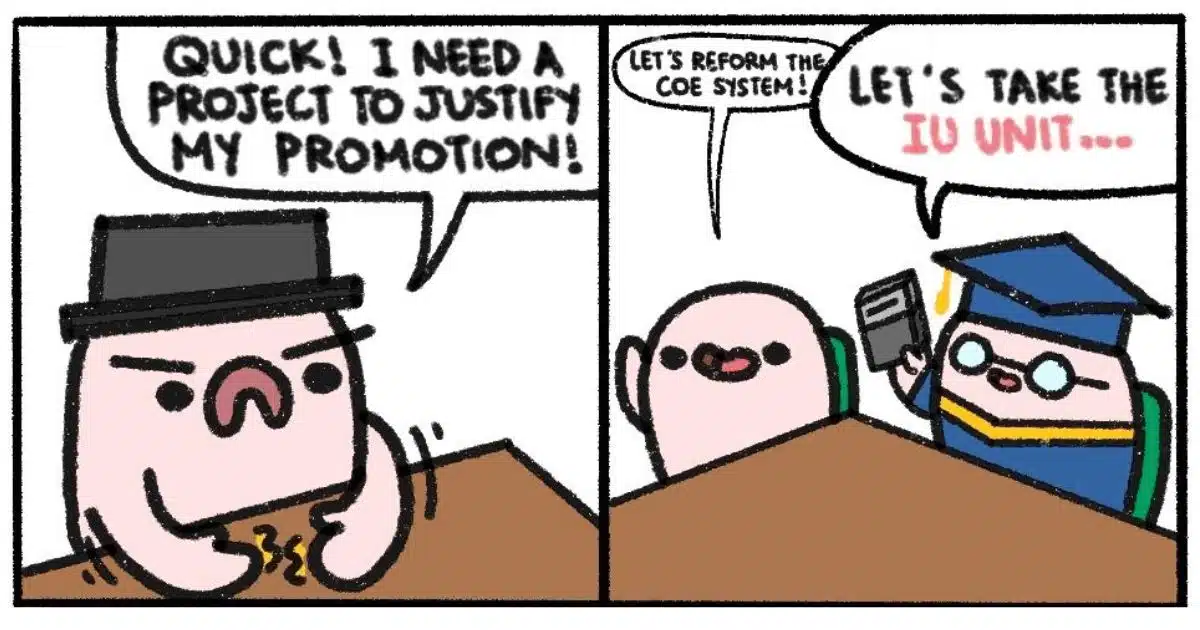 QUICK! I NEED A
PROJECT TO JUSTIFY
MY PROMOTION!
LET'S REFORM THE
COE SYSTEM!
LET'S TAKE THE
IU UNIT...